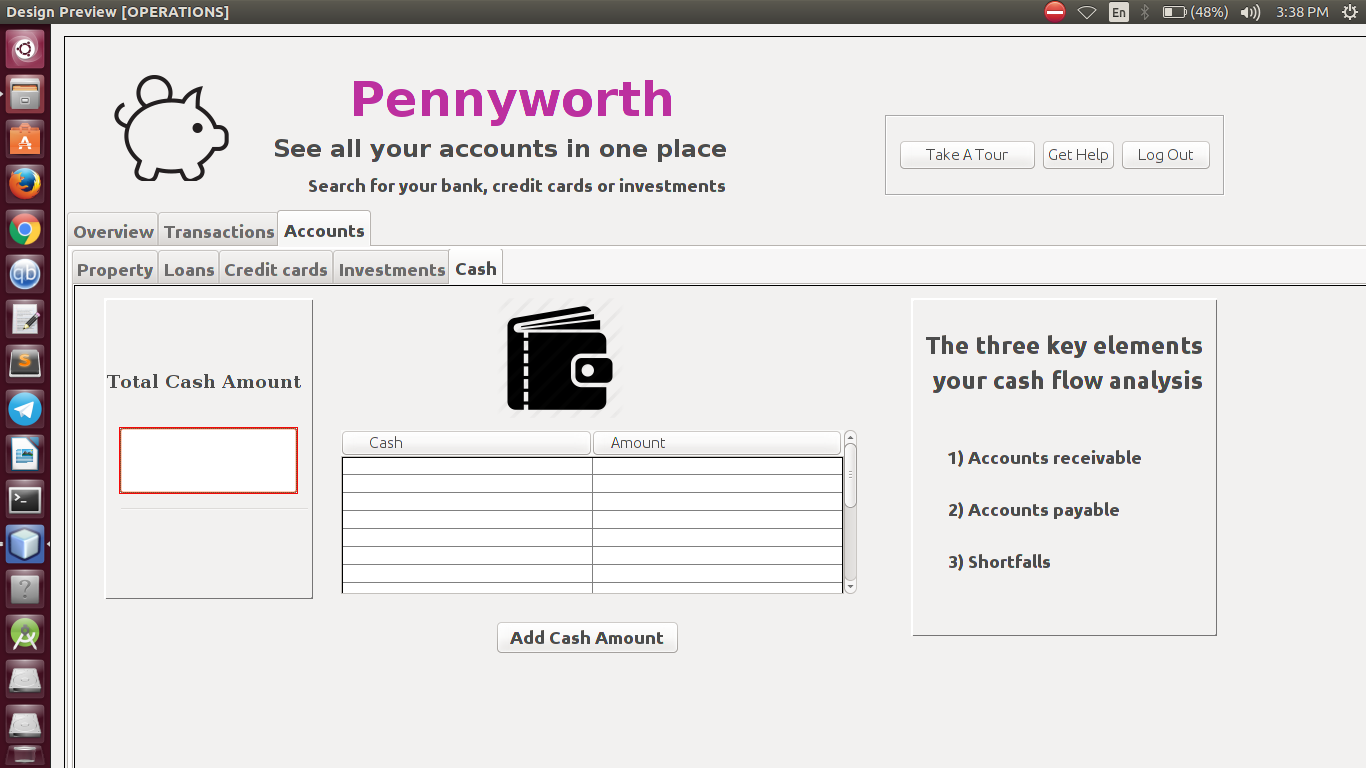 Design Preview [OPERATIONS]
En
(48%)
3:38 PM
Pennyworth
See all your accounts in one place
Search for your bank, credit cards or investments
Take A Tour
Get Help
Log Out
Overview
Transactions
Accounts
Property
Loans
Credit cards
Investments
Cash
Total Cash Amount
Cash
Amount
Add Cash Amount
The three key elements
your cash flow analysis
1) Accounts receivable
2) Accounts payable
3) Shortfalls
qb
S
?